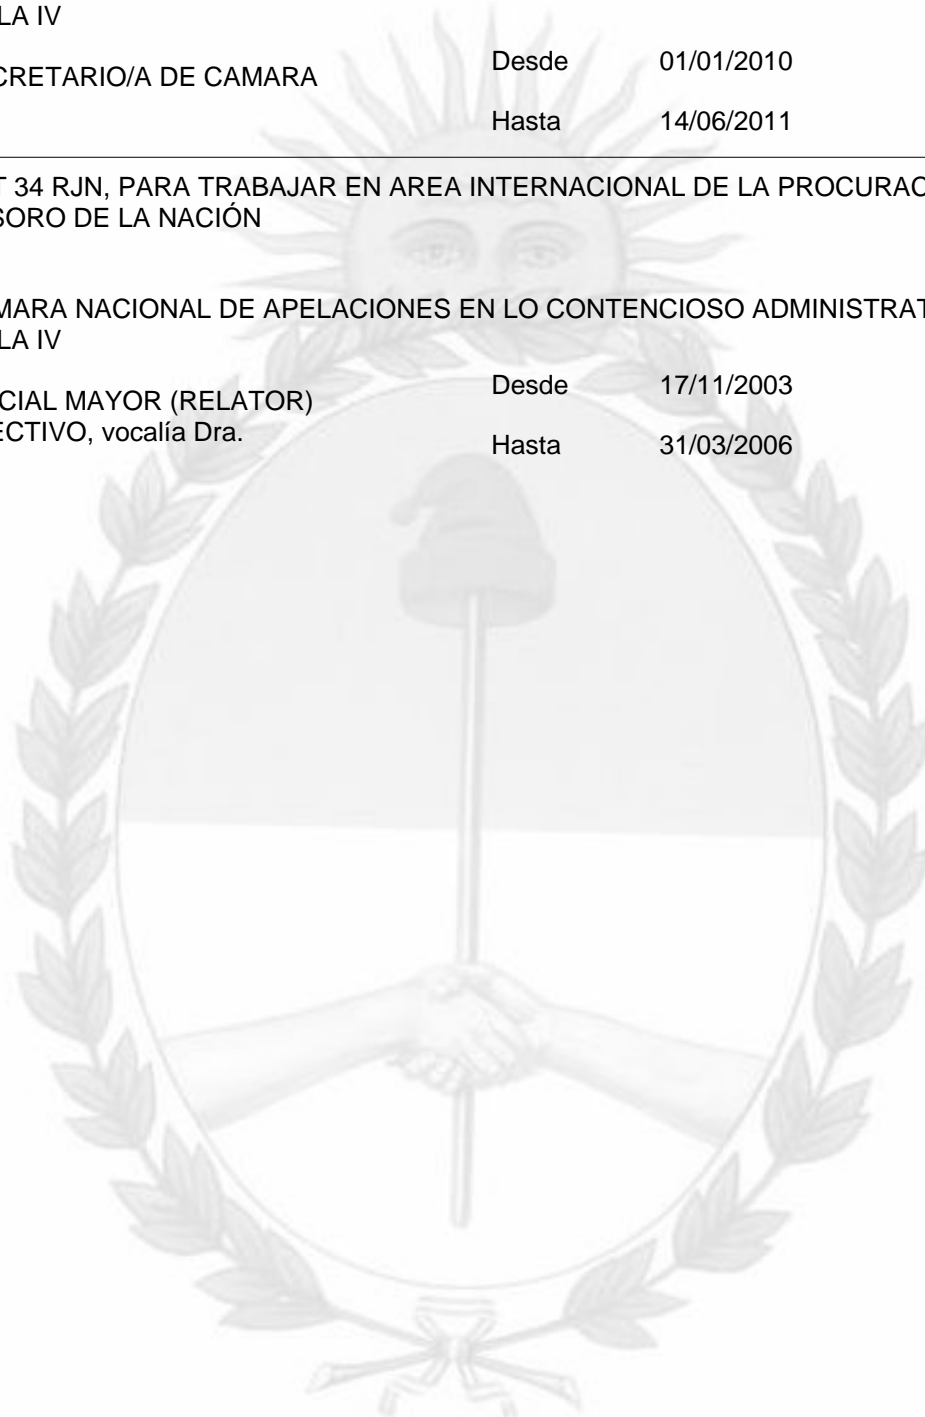 LA IV
CRETARIO/A DE CAMARA
Desde 01/01/2010
Hasta 14/06/2011
T 34 RJN, PARA TRABAJAR EN AREA INTERNACIONAL DE LA PROCURAC
SORO DE LA NACIÓN
MARA NACIONAL DE APELACIONES EN LO CONTENCIOSO ADMINISTRAT
LA IV
CIAL MAYOR (RELATOR)
ECTIVO, vocalía Dra.
Desde 17/11/2003
Hasta 31/03/2006